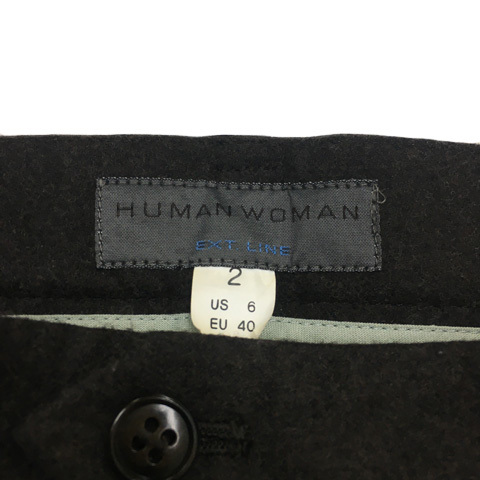 HUMAN WOMAN
EXT. LINE
2
US 6
EU 40